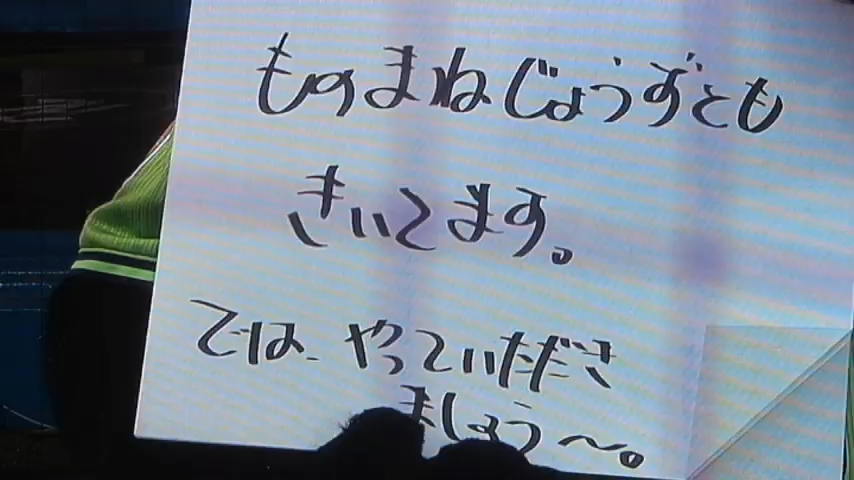 ものまねじょうずとも
きいてます。
では、やっていただき
ましょう〜。